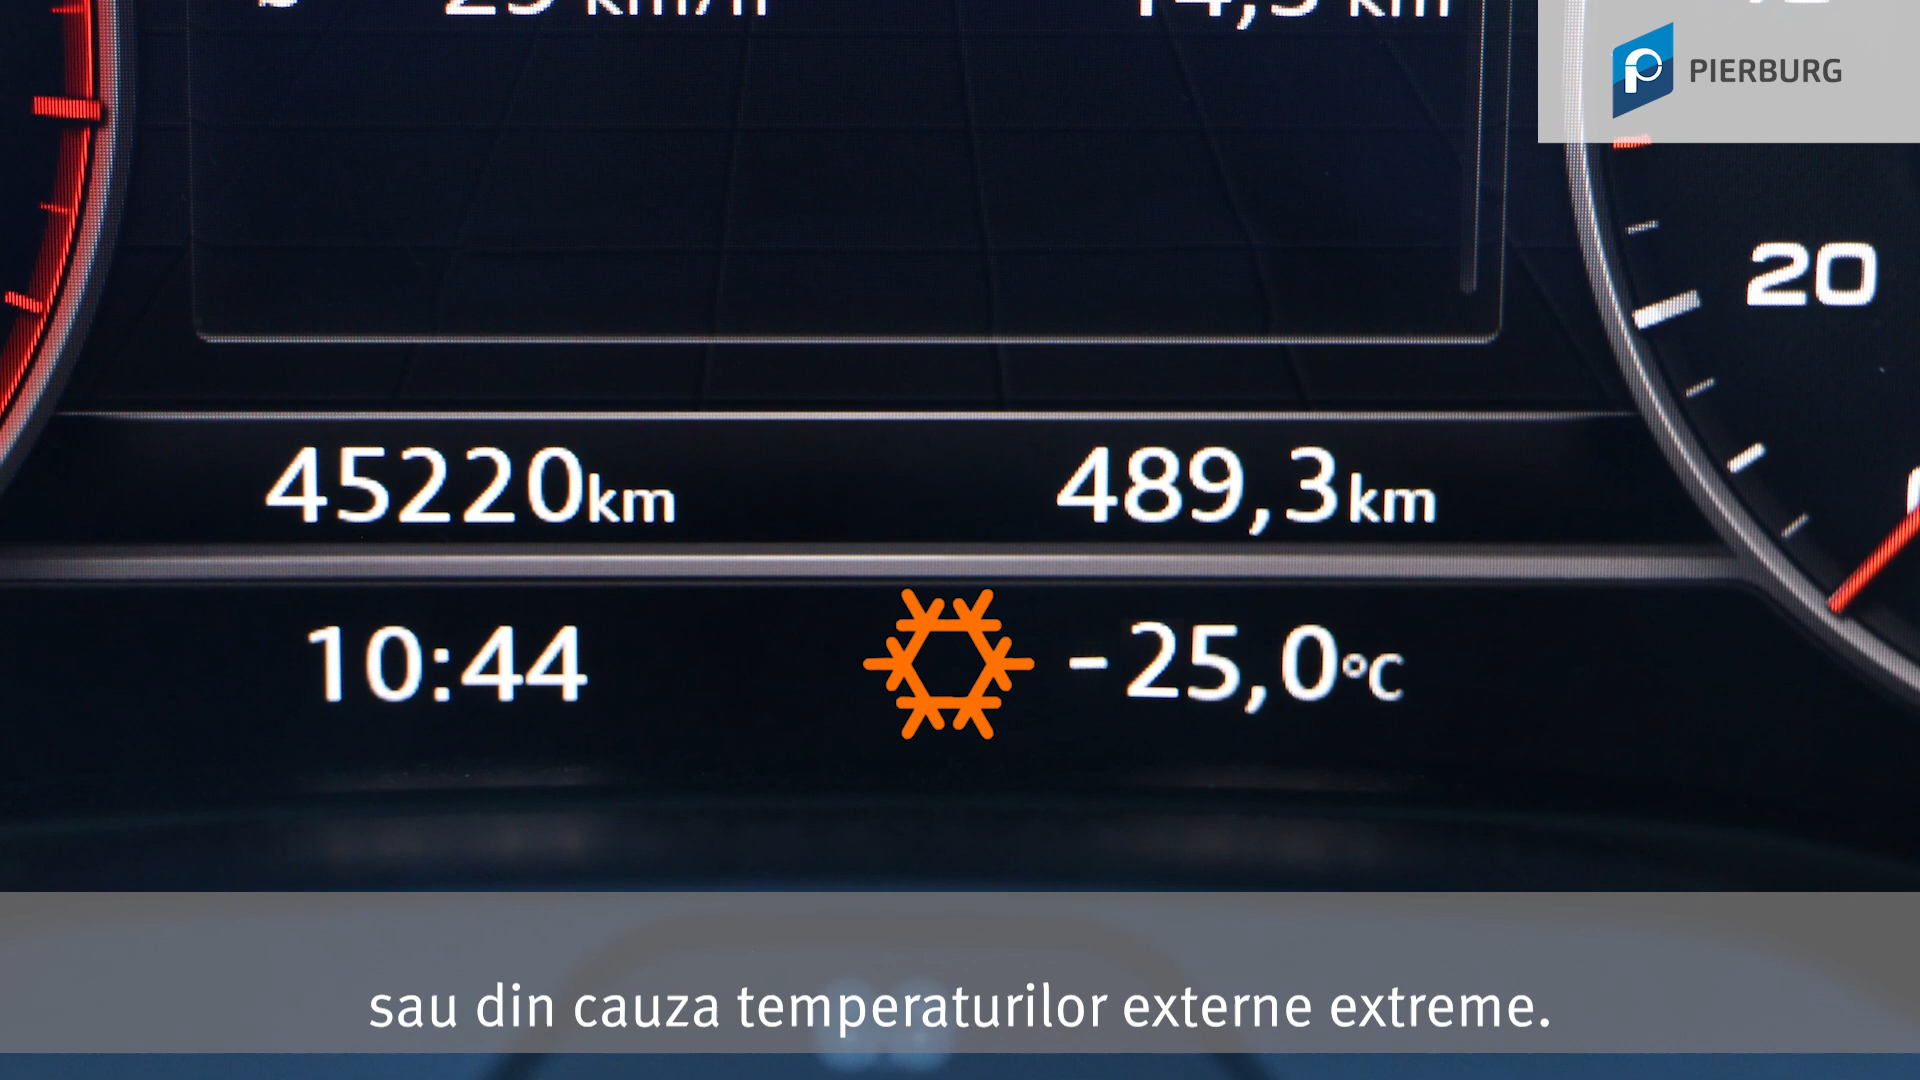 PIERBURG
20
45220km 489,3km
10:44 -25,0°C
sau din cauza temperaturilor externe extreme.